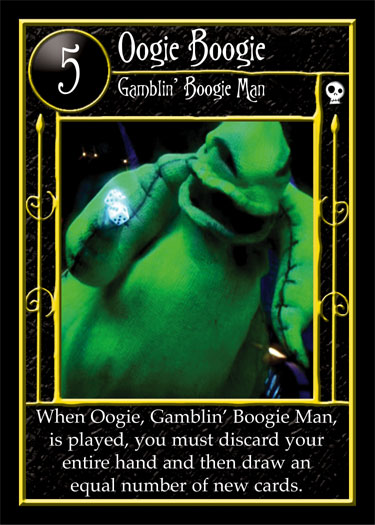 5
Oogie Boogie
Gamblin' Boogie Man
When Oogie, Gamblin' Boogie Man,
is played, you must discard your
entire hand and then draw an
equal number of new cards.